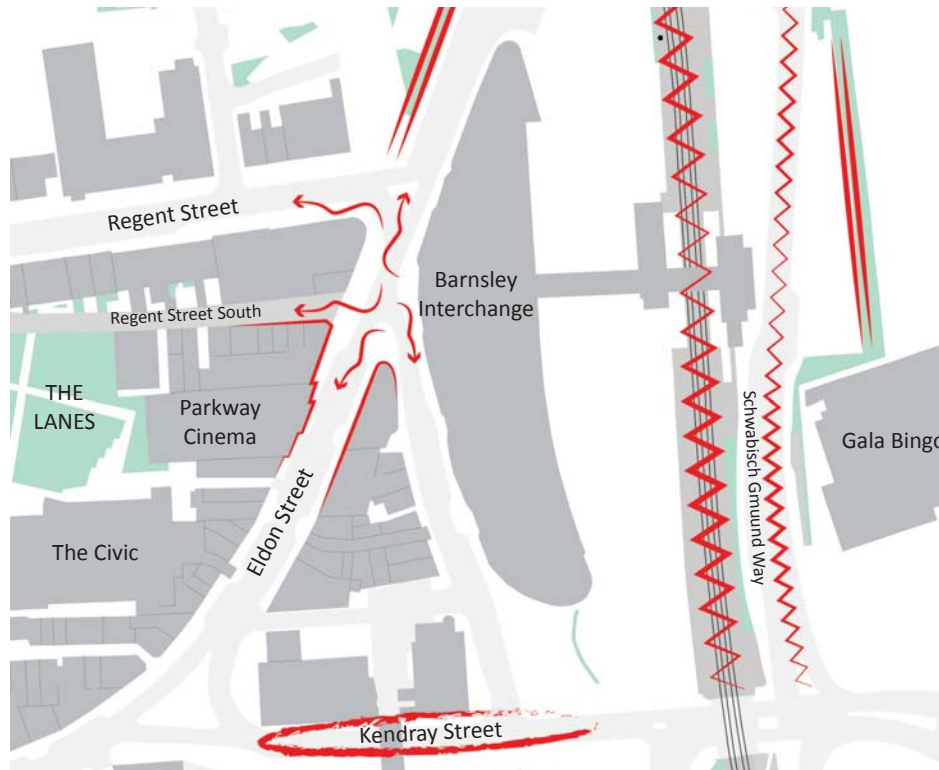 Regent Street
Barnsley
Interchange
Regent Street South
THE
LANES
Parkway
Cinema
Schwabisch Gmuund Way
Gala Bingo
Eldon Street
The Civic
Kendray Street